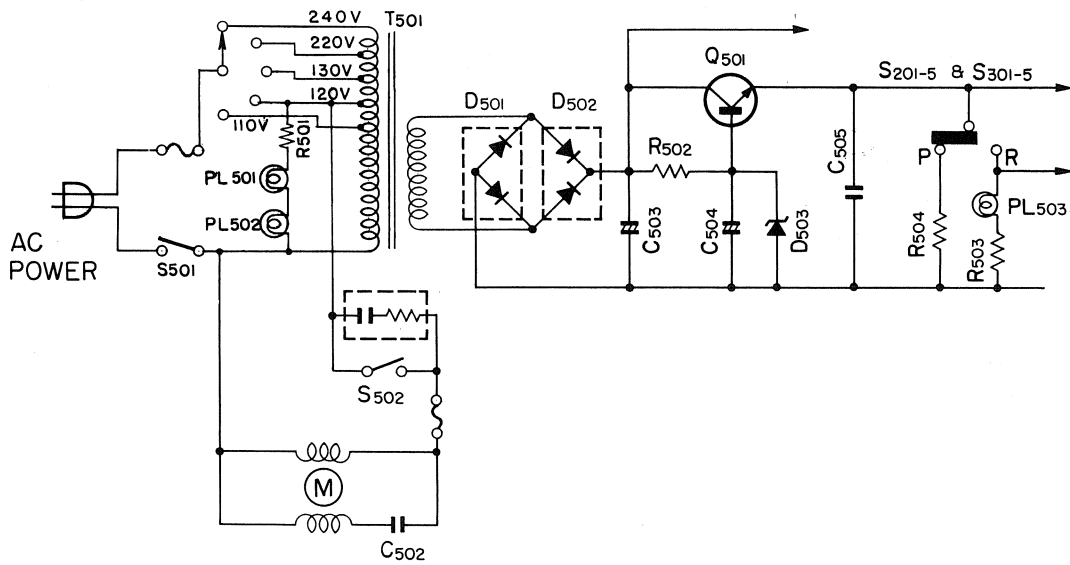 240V
T501
220V
130V
120V
110V
R501
PL501
PL502
AC
POWER
S501
S502
M
C502
D501
D502
Q501
R502
C503
C504
D503
C505
S201-5 & S301-5
P
R
PL503
R504
R503